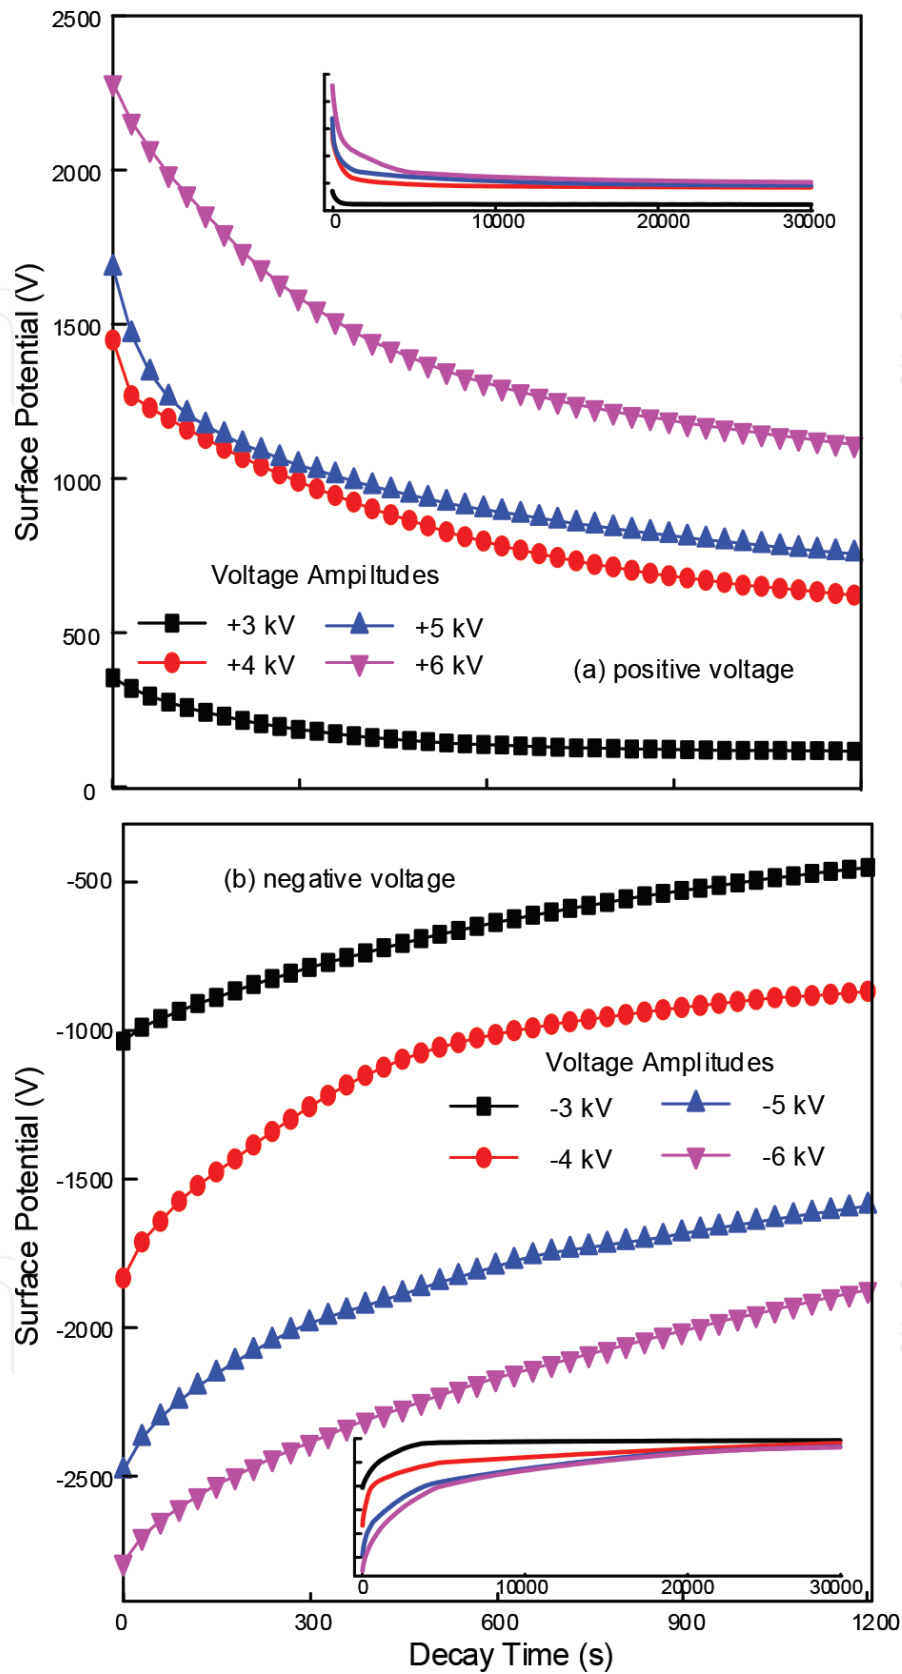 2500
2000
1500
1000
500
0
Surface Potential (V)
0
10000
20000
30000
Voltage Ampiltudes
+3 kV
+5 kV
+4 kV
+6 kV
(a) positive voltage
-500
-1000
-1500
-2000
-2500
Surface Potential (V)
(b) negative voltage
Voltage Ampiltudes
-3 kV
-5 kV
-4 kV
-6 kV
0
10000
20000
30000
0
300
600
900
1200
Decay Time (s)